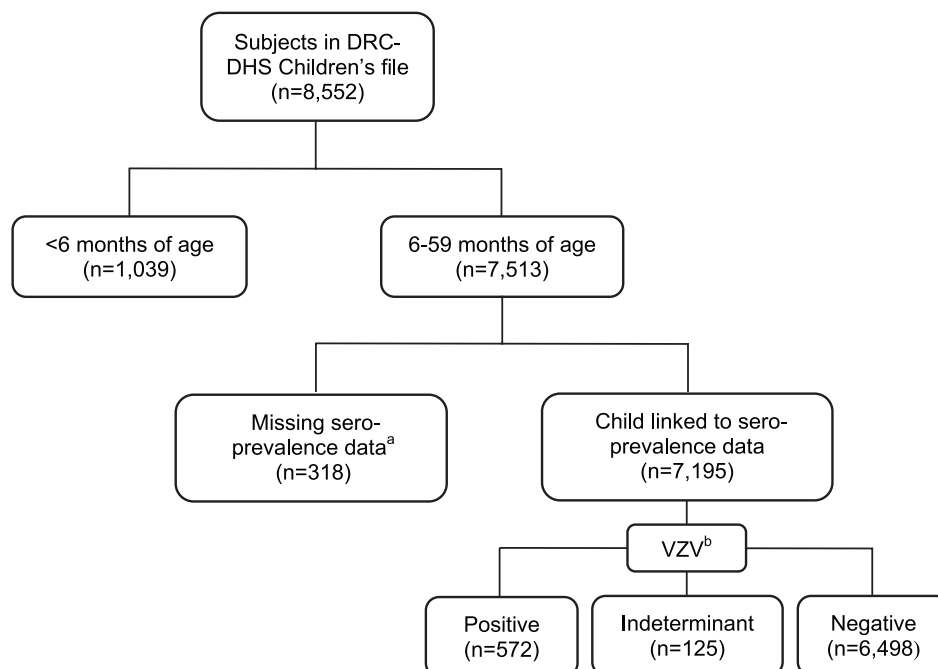 Subjects in DRC-
DHS Children’s file
(n=8,552)
<6 months of age
(n=1,039)
6-59 months of age
(n=7,513)
Missing sero-
prevalence dataᵃ
(n=318)
Child linked to sero-
prevalence data
(n=7,195)
VZVᵇ
Positive
(n=572)
Indeterminant
(n=125)
Negative
(n=6,498)